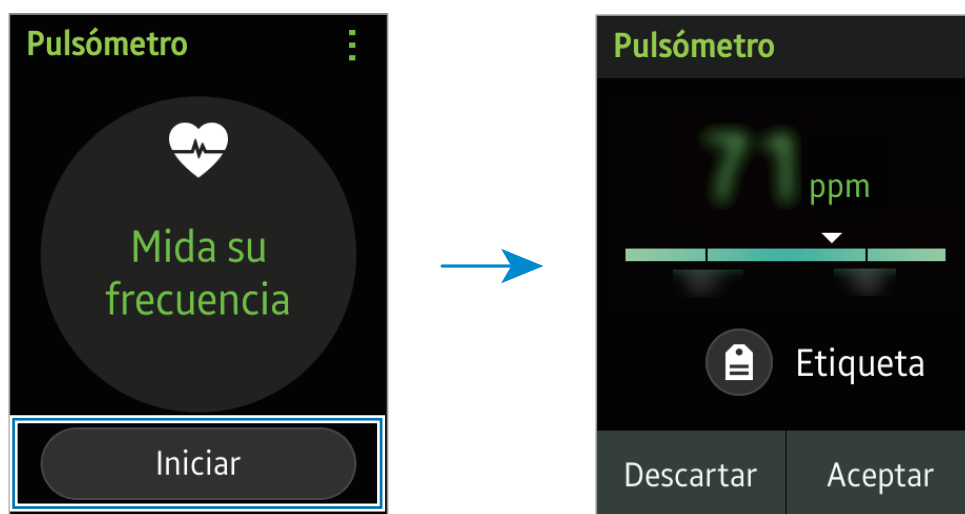 Pulsómetro
Mida su
frecuencia
Iniciar
Pulsómetro
71 ppm
Etiqueta
Descartar Aceptar